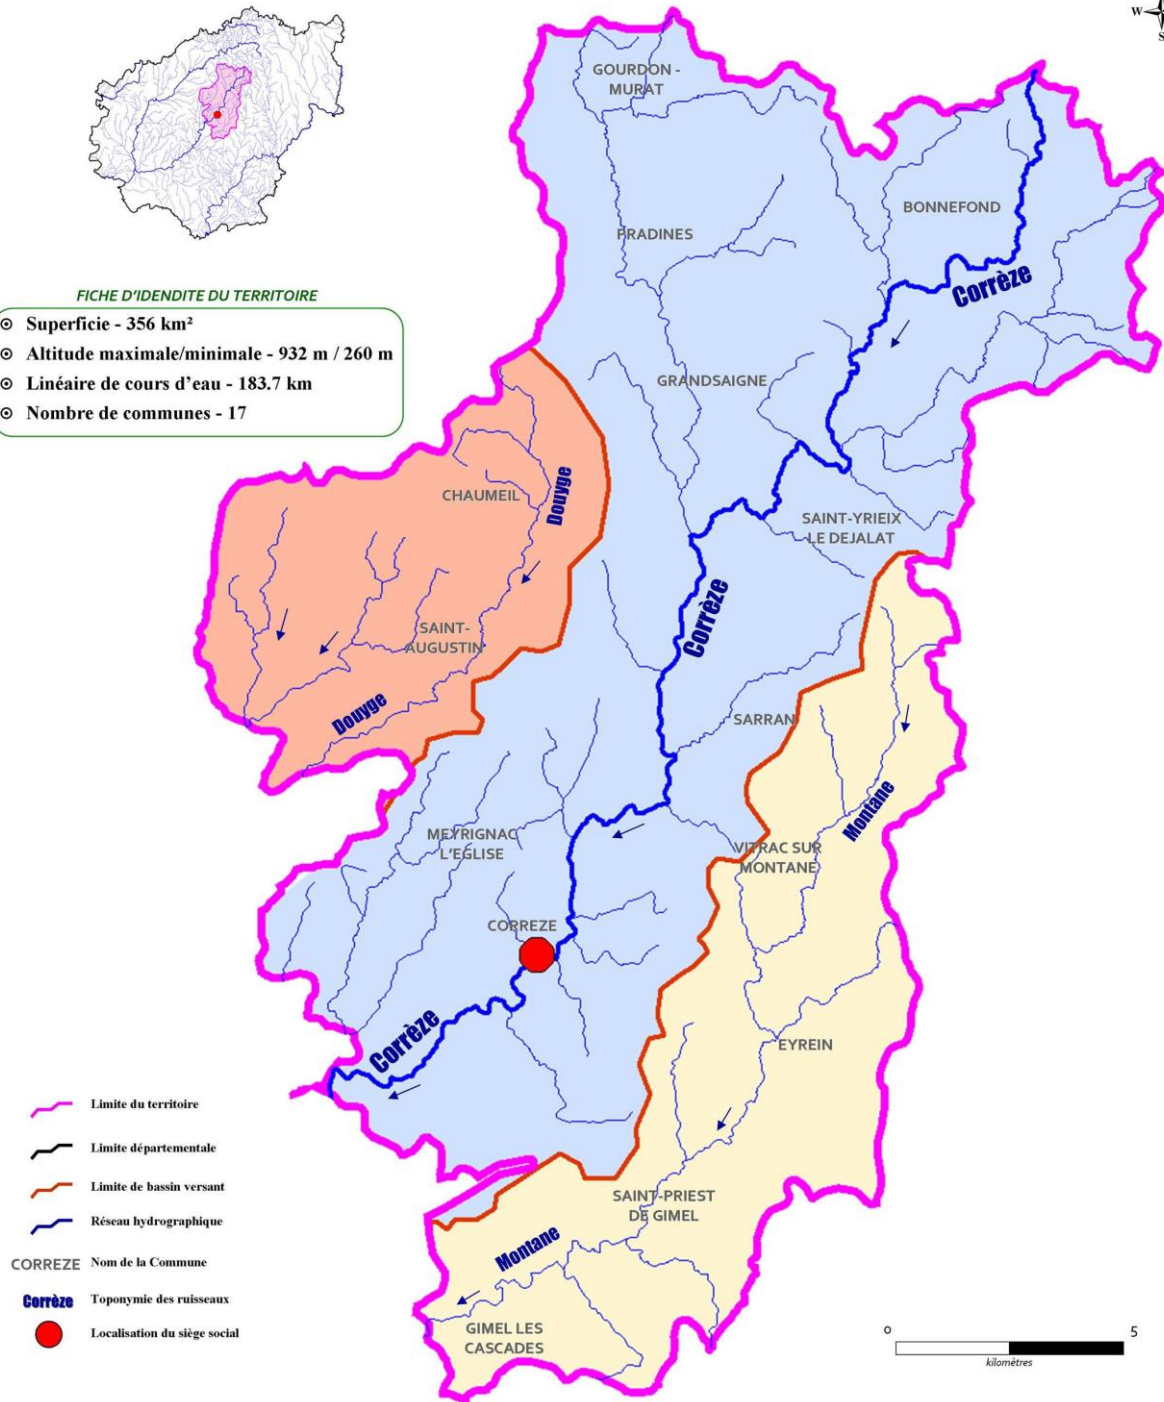 W
S
GOURDON -
MURAT
BONNEFOND
PRADINES
Corrèze
FICHE D'IDENDITE DU TERRITOIRE
Superficie - 356 km²
Altitude maximale/minimale - 932 m / 260 m
Linéaire de cours d'eau - 183.7 km
Nombre de communes - 17
GRANDSAIGNE
CHAUMEIL
Douyge
SAINT-YRIEIX
LE DEJALAT
Corrèze
SAINT-
AUGUSTIN
Douyge
SARRAN
Montane
MEYRIGNAC
L'EGLISE
VITRAC SUR
MONTANE
CORREZE
Corrèze
EYREIN
SAINT-PRIEST
DE GIMEL
Montane
GIMEL LES
CASCADES
Limite du territoire
Limite départementale
Limite de bassin versant
Réseau hydrographique
CORREZE Nom de la Commune
Corrèze Toponymie des ruisseaux
Localisation du siège social
0 5
kilomètres